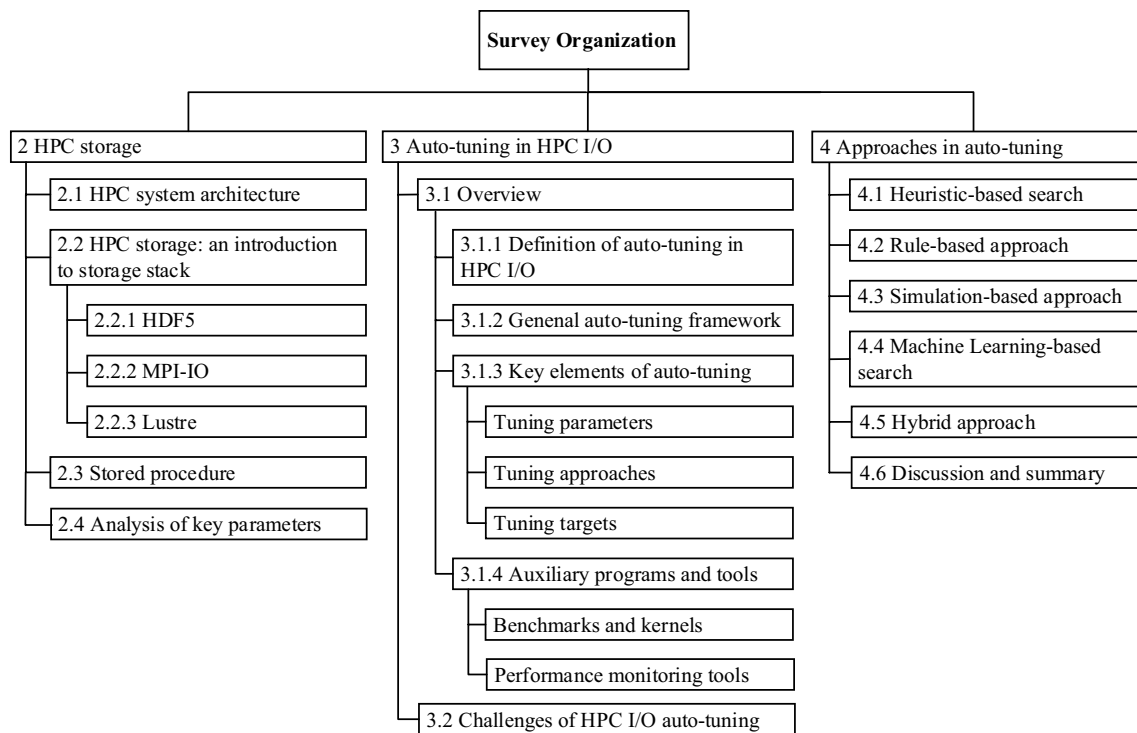 Survey Organization
2 HPC storage
2.1 HPC system architecture
2.2 HPC storage: an introduction
to storage stack
2.2.1 HDF5
2.2.2 MPI-IO
2.2.3 Lustre
2.3 Stored procedure
2.4 Analysis of key parameters
3 Auto-tuning in HPC I/O
3.1 Overview
3.1.1 Definition of auto-tuning in
HPC I/O
3.1.2 Genenal auto-tuning framework
3.1.3 Key elements of auto-tuning
Tuning parameters
Tuning approaches
Tuning targets
3.1.4 Auxiliary programs and tools
Benchmarks and kernels
Performance monitoring tools
3.2 Challenges of HPC I/O auto-tuning
4 Approaches in auto-tuning
4.1 Heuristic-based search
4.2 Rule-based approach
4.3 Simulation-based approach
4.4 Machine Learning-based
search
4.5 Hybrid approach
4.6 Discussion and summary